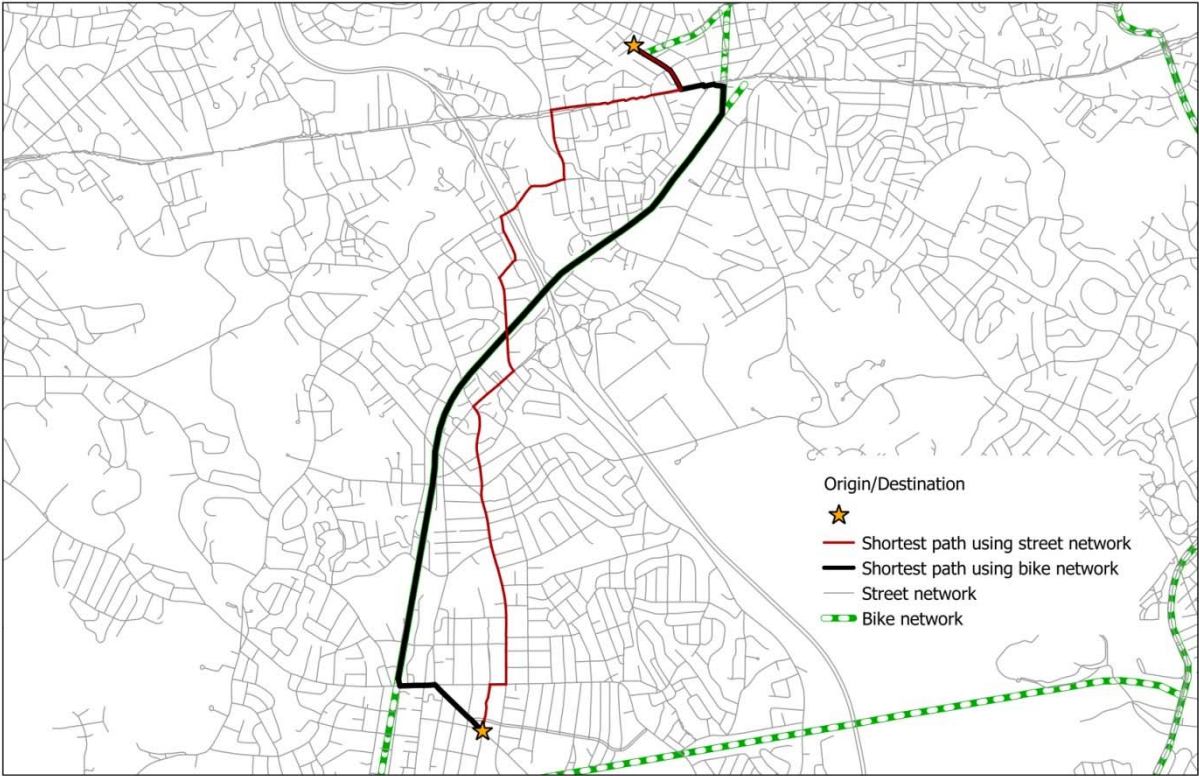 Origin/Destination
Shortest path using street network
Shortest path using bike network
Street network
Bike network